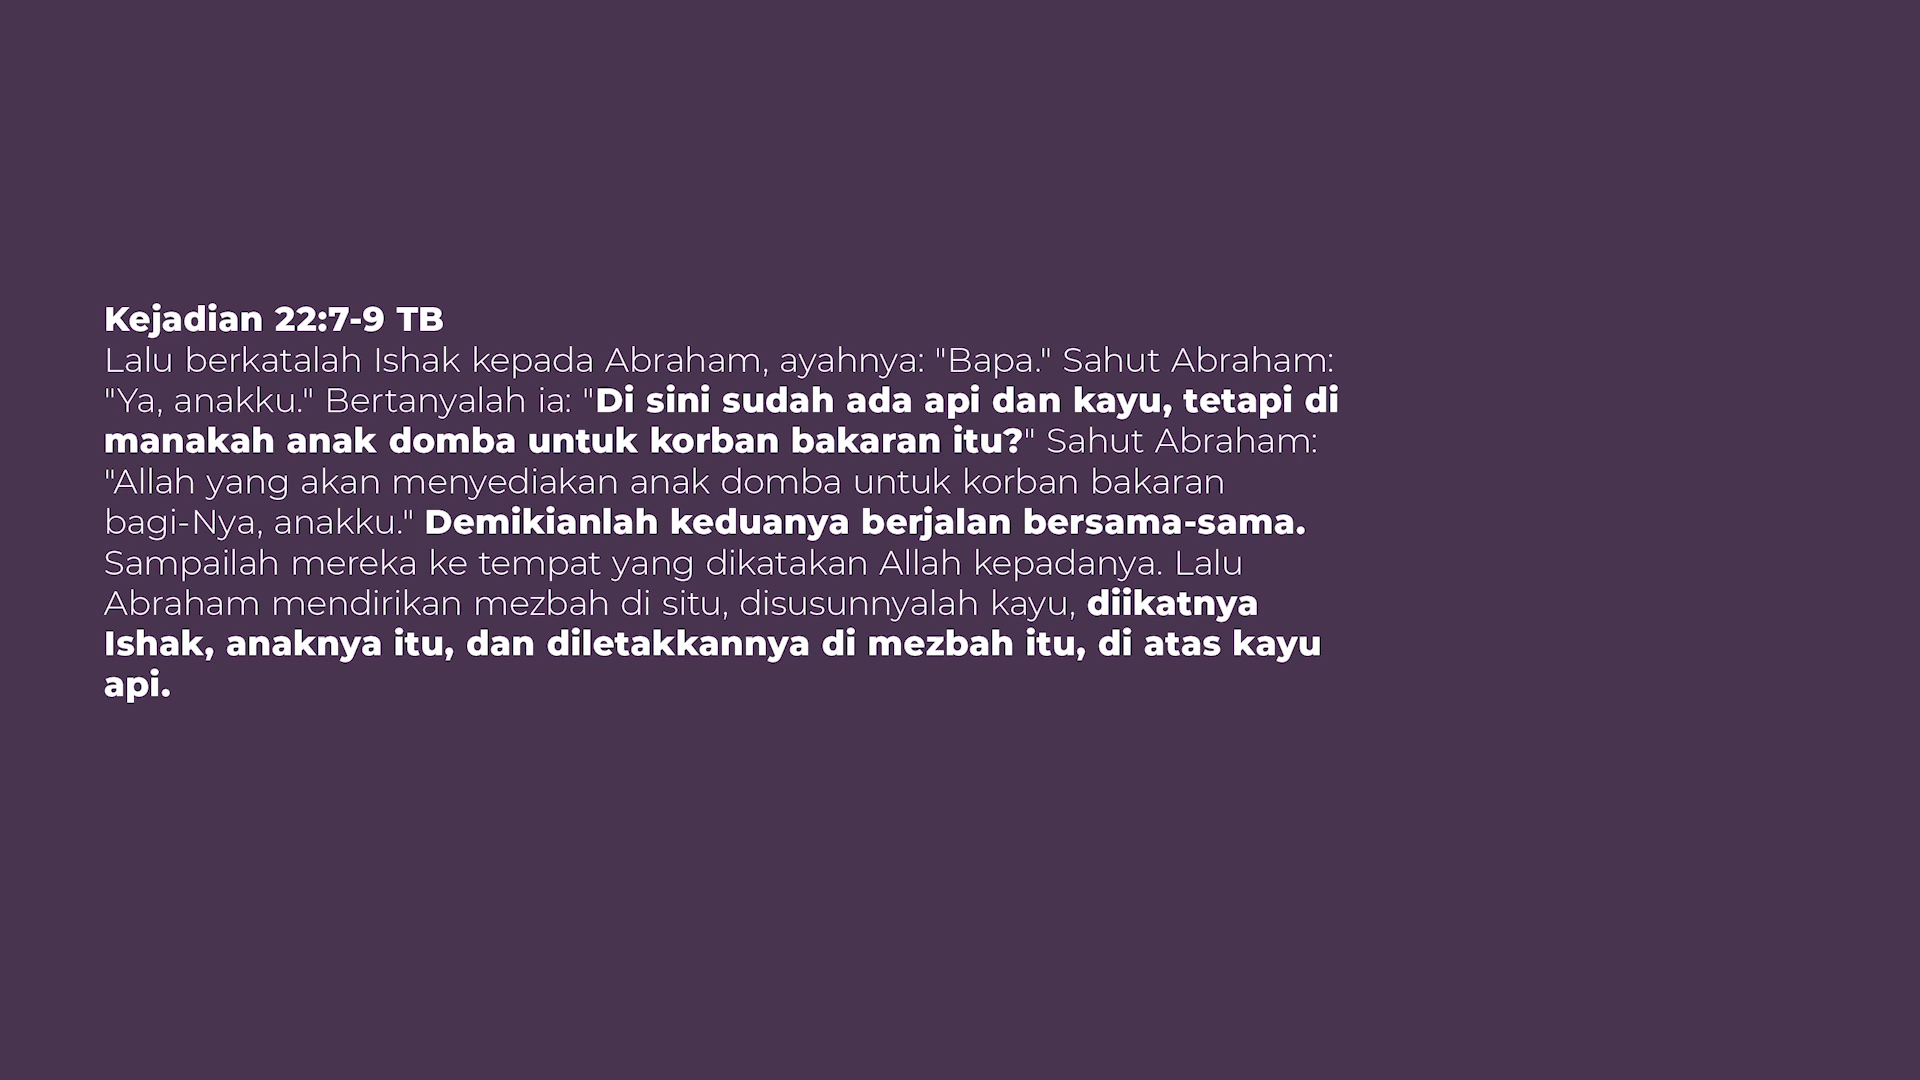 Kejadian 22:7-9 TB
Lalu berkatalah Ishak kepada Abraham, ayahnya: "Bapa." Sahut Abraham:
"Ya, anakku." Bertanyalah ia: "Di sini sudah ada api dan kayu, tetapi di
manakah anak domba untuk korban bakaran itu?" Sahut Abraham:
"Allah yang akan menyediakan anak domba untuk korban bakaran
bagi-Nya, anakku." Demikianlah keduanya berjalan bersama-sama.
Sampailah mereka ke tempat yang dikatakan Allah kepadanya. Lalu
Abraham mendirikan mezbah di situ, disusunnyalah kayu, diikatnya
Ishak, anaknya itu, dan diletakkannya di mezbah itu, di atas kayu
api.